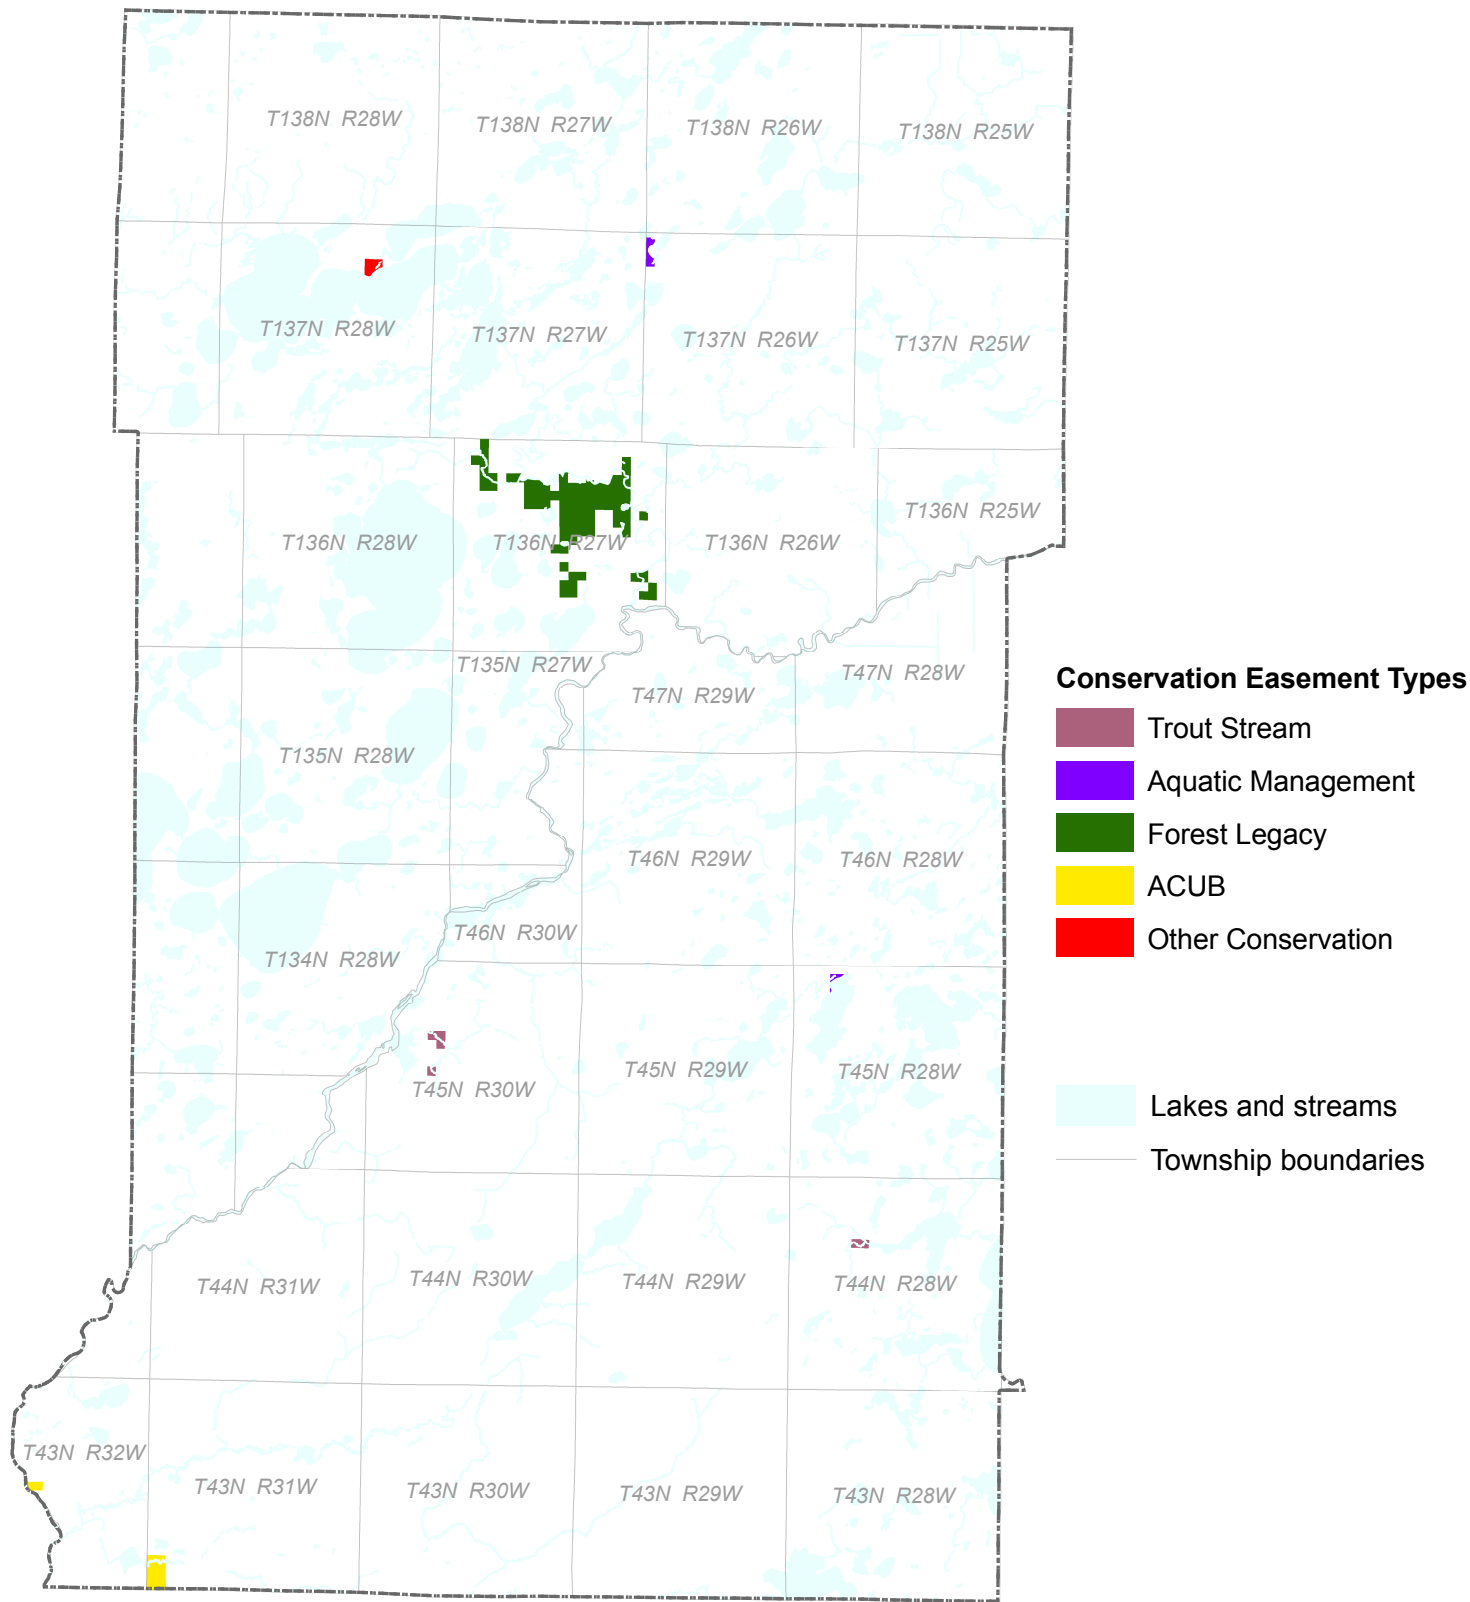 T138N R28W
T138N R27W
T138N R26W
T138N R25W
T137N R28W
T137N R27W
T137N R26W
T137N R25W
T136N R28W
T136N R27W
T136N R26W
T136N R25W
T135N R27W
T47N R29W
T47N R28W
T135N R28W
T46N R29W
T46N R28W
T46N R30W
T134N R28W
T45N R30W
T45N R29W
T45N R28W
T44N R31W
T44N R30W
T44N R29W
T44N R28W
T43N R32W
T43N R31W
T43N R30W
T43N R29W
T43N R28W
Conservation Easement Types
Trout Stream
Aquatic Management
Forest Legacy
ACUB
Other Conservation
Lakes and streams
Township boundaries